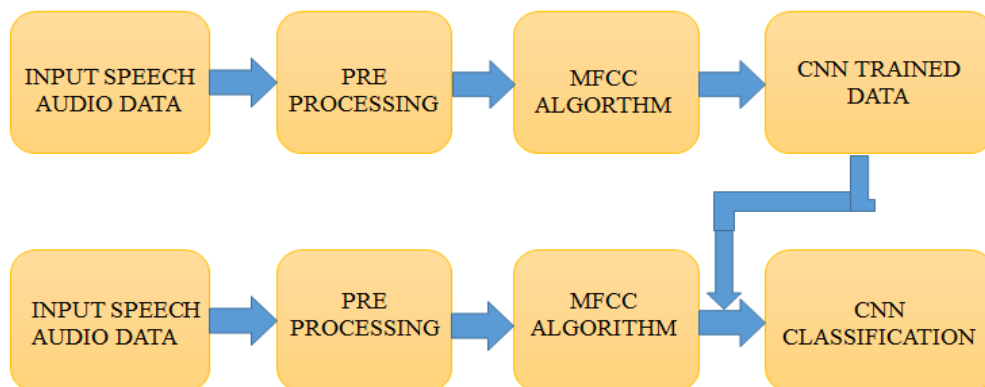 INPUT SPEECH
AUDIO DATA
PRE
PROCESSING
MFCC
ALGORTHM
CNN TRAINED
DATA
INPUT SPEECH
AUDIO DATA
PRE
PROCESSING
MFCC
ALGORITHM
CNN
CLASSIFICATION